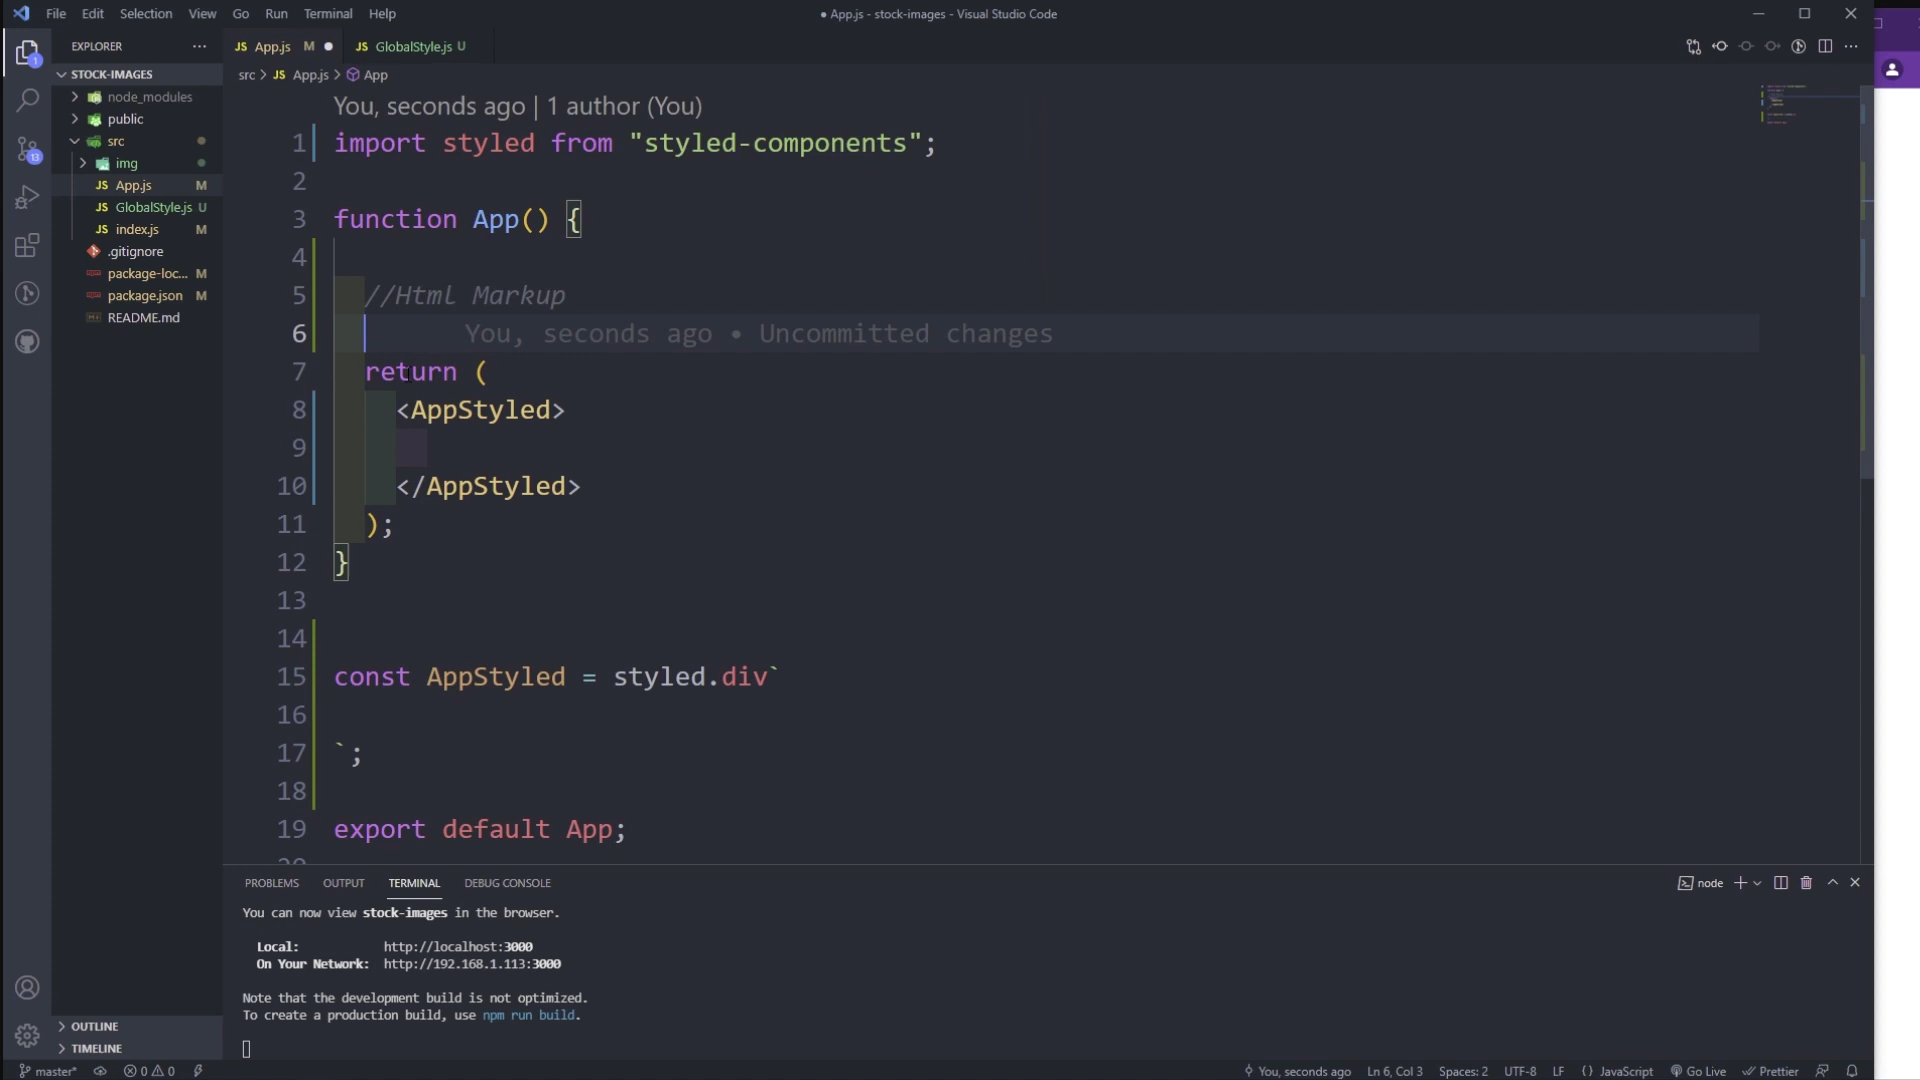 File Edit Selection View Go Run Terminal Help
● App.js - stock-images - Visual Studio Code
1
13
EXPLORER ···
STOCK-IMAGES
node_modules
public
src
img
JS App.js M
JS GlobalStyle.js U
JS index.js M
.gitignore
package-loc... M
package.json M
README.md
OUTLINE
TIMELINE
JS App.js M ● JS GlobalStyle.js U
src > JS App.js > App
You, seconds ago | 1 author (You)
1 import styled from "styled-components";
2
3 function App() {
4
5 //Html Markup
6 You, seconds ago • Uncommitted changes
7 return (
8 <AppStyled>
9
10 </AppStyled>
11 );
12 }
13
14
15 const AppStyled = styled.div`
16
17 `;
18
19 export default App;
PROBLEMS OUTPUT TERMINAL DEBUG CONSOLE
node
You can now view stock-images in the browser.
Local: http://localhost:3000
On Your Network: http://192.168.1.113:3000
Note that the development build is not optimized.
To create a production build, use npm run build.
master* 0 0 You, seconds ago Ln 6, Col 3 Spaces: 2 UTF-8 LF {} JavaScript Go Live Prettier